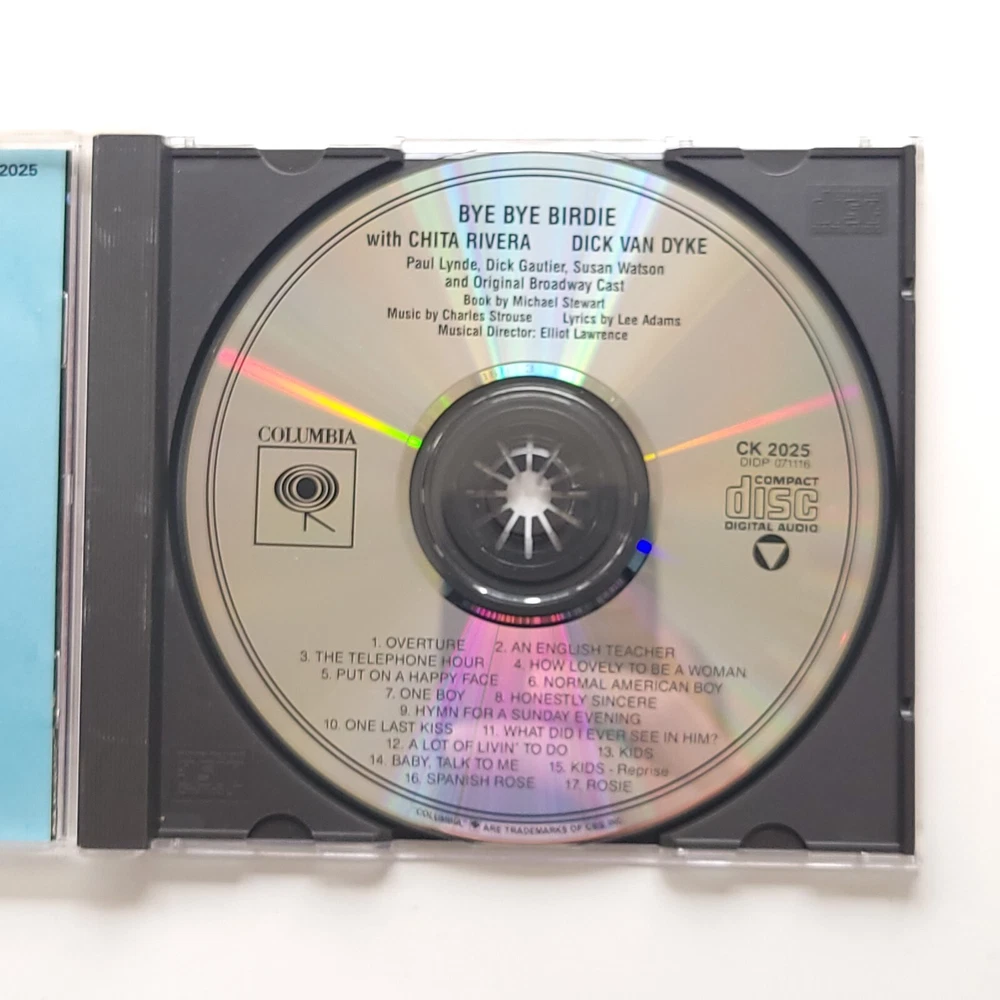 2025
BYE BYE BIRDIE
with CHITA RIVERA DICK VAN DYKE
Paul Lynde, Dick Gautier, Susan Watson
and Original Broadway Cast
Book by Michael Stewart
Music by Charles Strouse Lyrics by Lee Adams
Musical Director: Elliot Lawrence
COLUMBIA
CK 2025
DIDP 071116
COMPACT
disc
DIGITAL AUDIO
1. OVERTURE 2. AN ENGLISH TEACHER
3. THE TELEPHONE HOUR 4. HOW LOVELY TO BE A WOMAN
5. PUT ON A HAPPY FACE 6. NORMAL AMERICAN BOY
7. ONE BOY 8. HONESTLY SINCERE
9. HYMN FOR A SUNDAY EVENING
10. ONE LAST KISS 11. WHAT DID I EVER SEE IN HIM?
12. A LOT OF LIVIN' TO DO 13. KIDS
14. BABY, TALK TO ME 15. KIDS - Reprise
16. SPANISH ROSE 17. ROSIE
COLUMBIA ARE TRADEMARKS OF CBS INC.